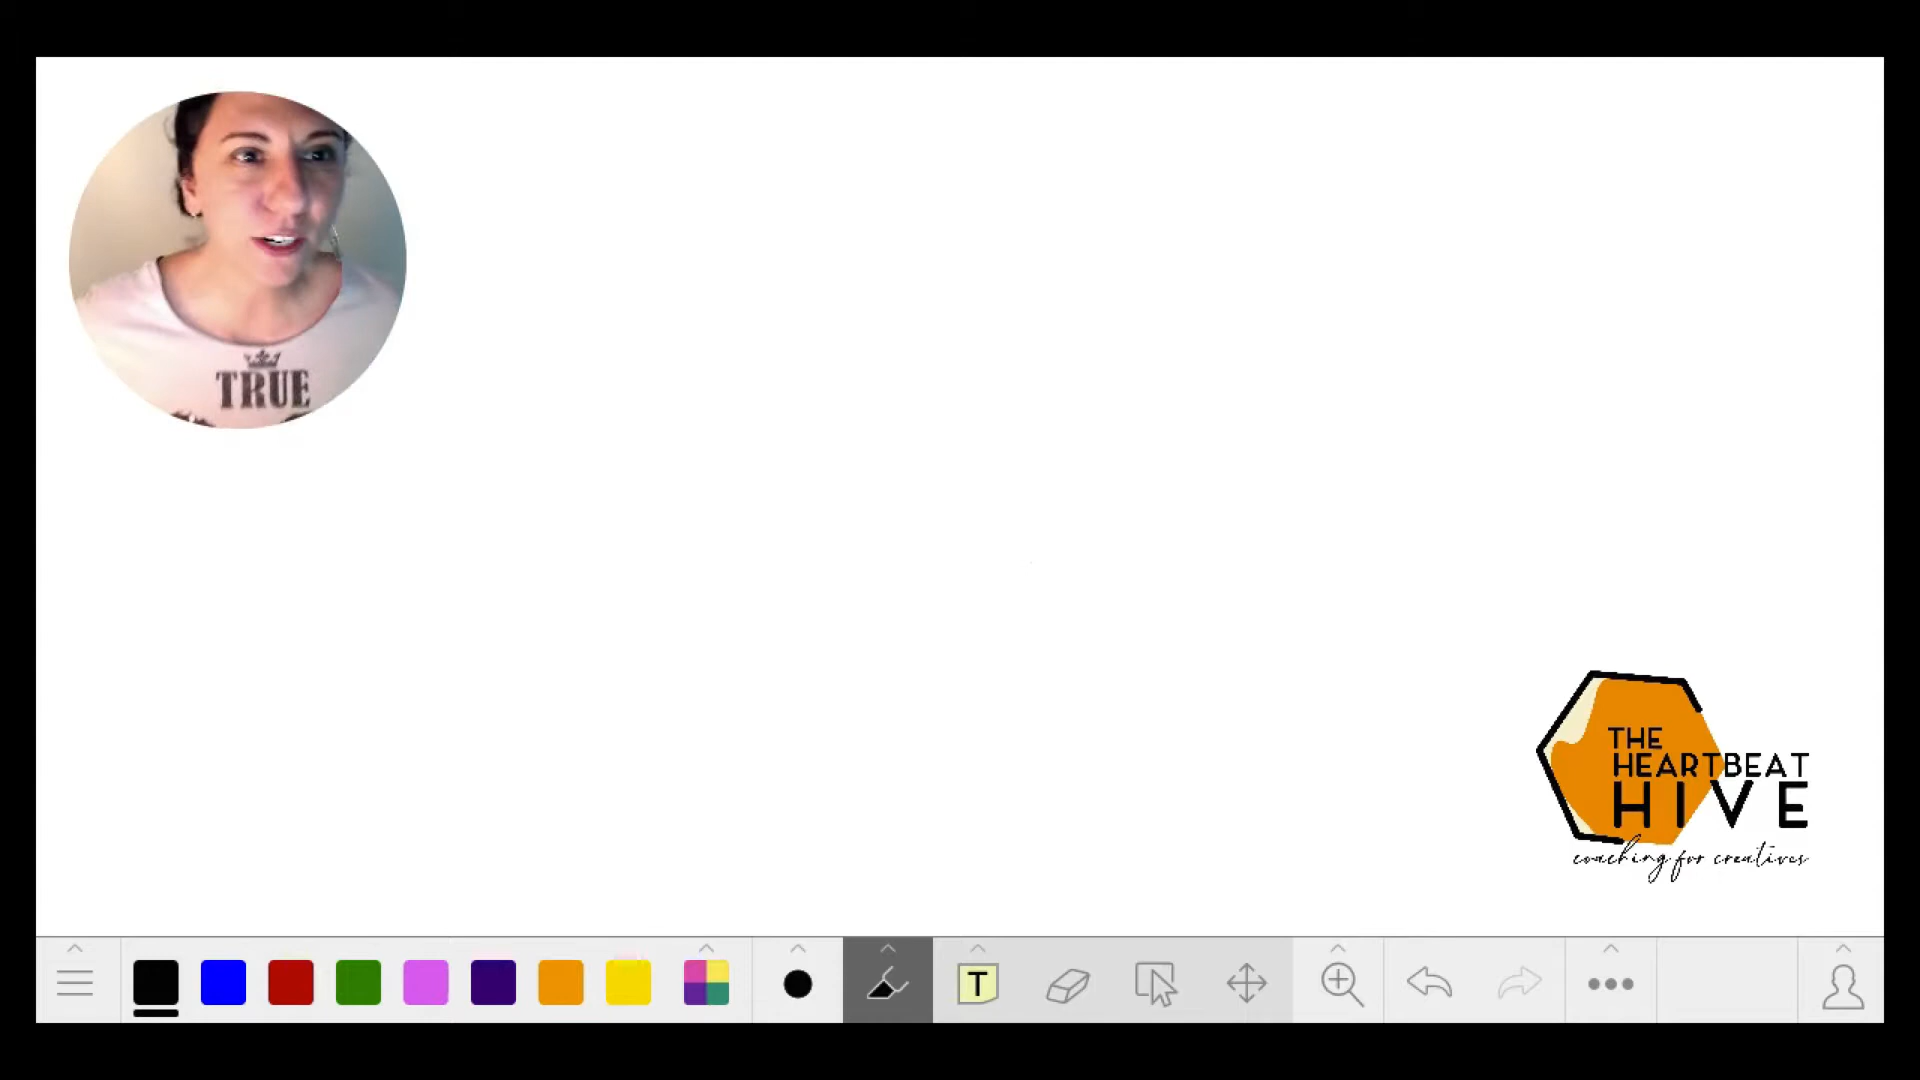 TRUE
THE
HEARTBEAT
HIVE
coaching for creatives
T